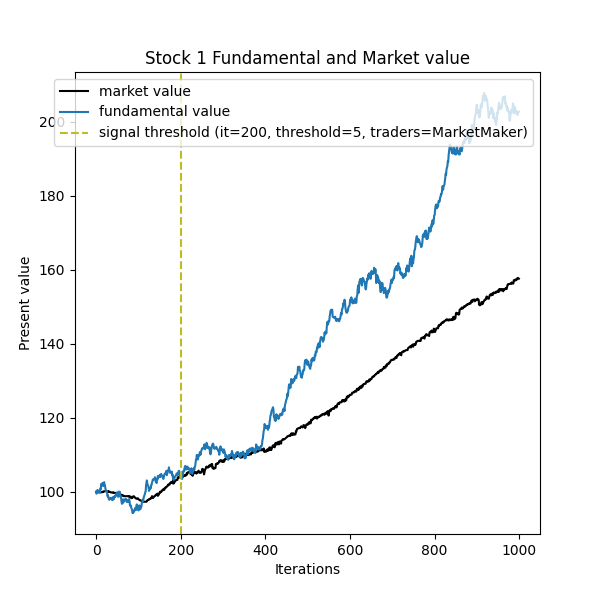 Stock 1 Fundamental and Market value
market value
fundamental value
signal threshold (it=200, threshold=5, traders=MarketMaker)
200
180
160
140
120
100
Present value
0 200 400 600 800 1000
Iterations